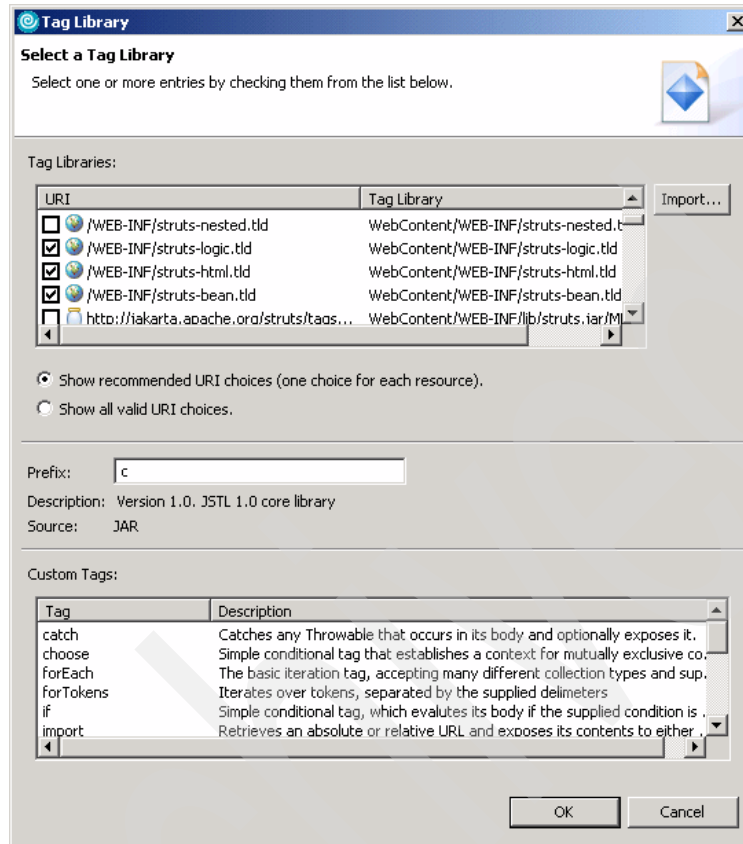 Tag Library
Select a Tag Library
Select one or more entries by checking them from the list below.
Tag Libraries:
URI Tag Library
/WEB-INF/struts-nested.tld WebContent/WEB-INF/struts-nested.t
/WEB-INF/struts-logic.tld WebContent/WEB-INF/struts-logic.tld
/WEB-INF/struts-html.tld WebContent/WEB-INF/struts-html.tld
/WEB-INF/struts-bean.tld WebContent/WEB-INF/struts-bean.tld
http://jakarta.apache.org/struts/tags... WebContent/WEB-INF/lib/struts.jar/M
Import...
Show recommended URI choices (one choice for each resource).
Show all valid URI choices.
Prefix: c
Description: Version 1.0. JSTL 1.0 core library
Source: JAR
Custom Tags:
Tag Description
catch Catches any Throwable that occurs in its body and optionally exposes it.
choose Simple conditional tag that establishes a context for mutually exclusive co.
forEach The basic iteration tag, accepting many different collection types and sup.
forTokens Iterates over tokens, separated by the supplied delimeters
if Simple conditional tag, which evalutes its body if the supplied condition is .
import Retrieves an absolute or relative URL and exposes its contents to either .
OK Cancel